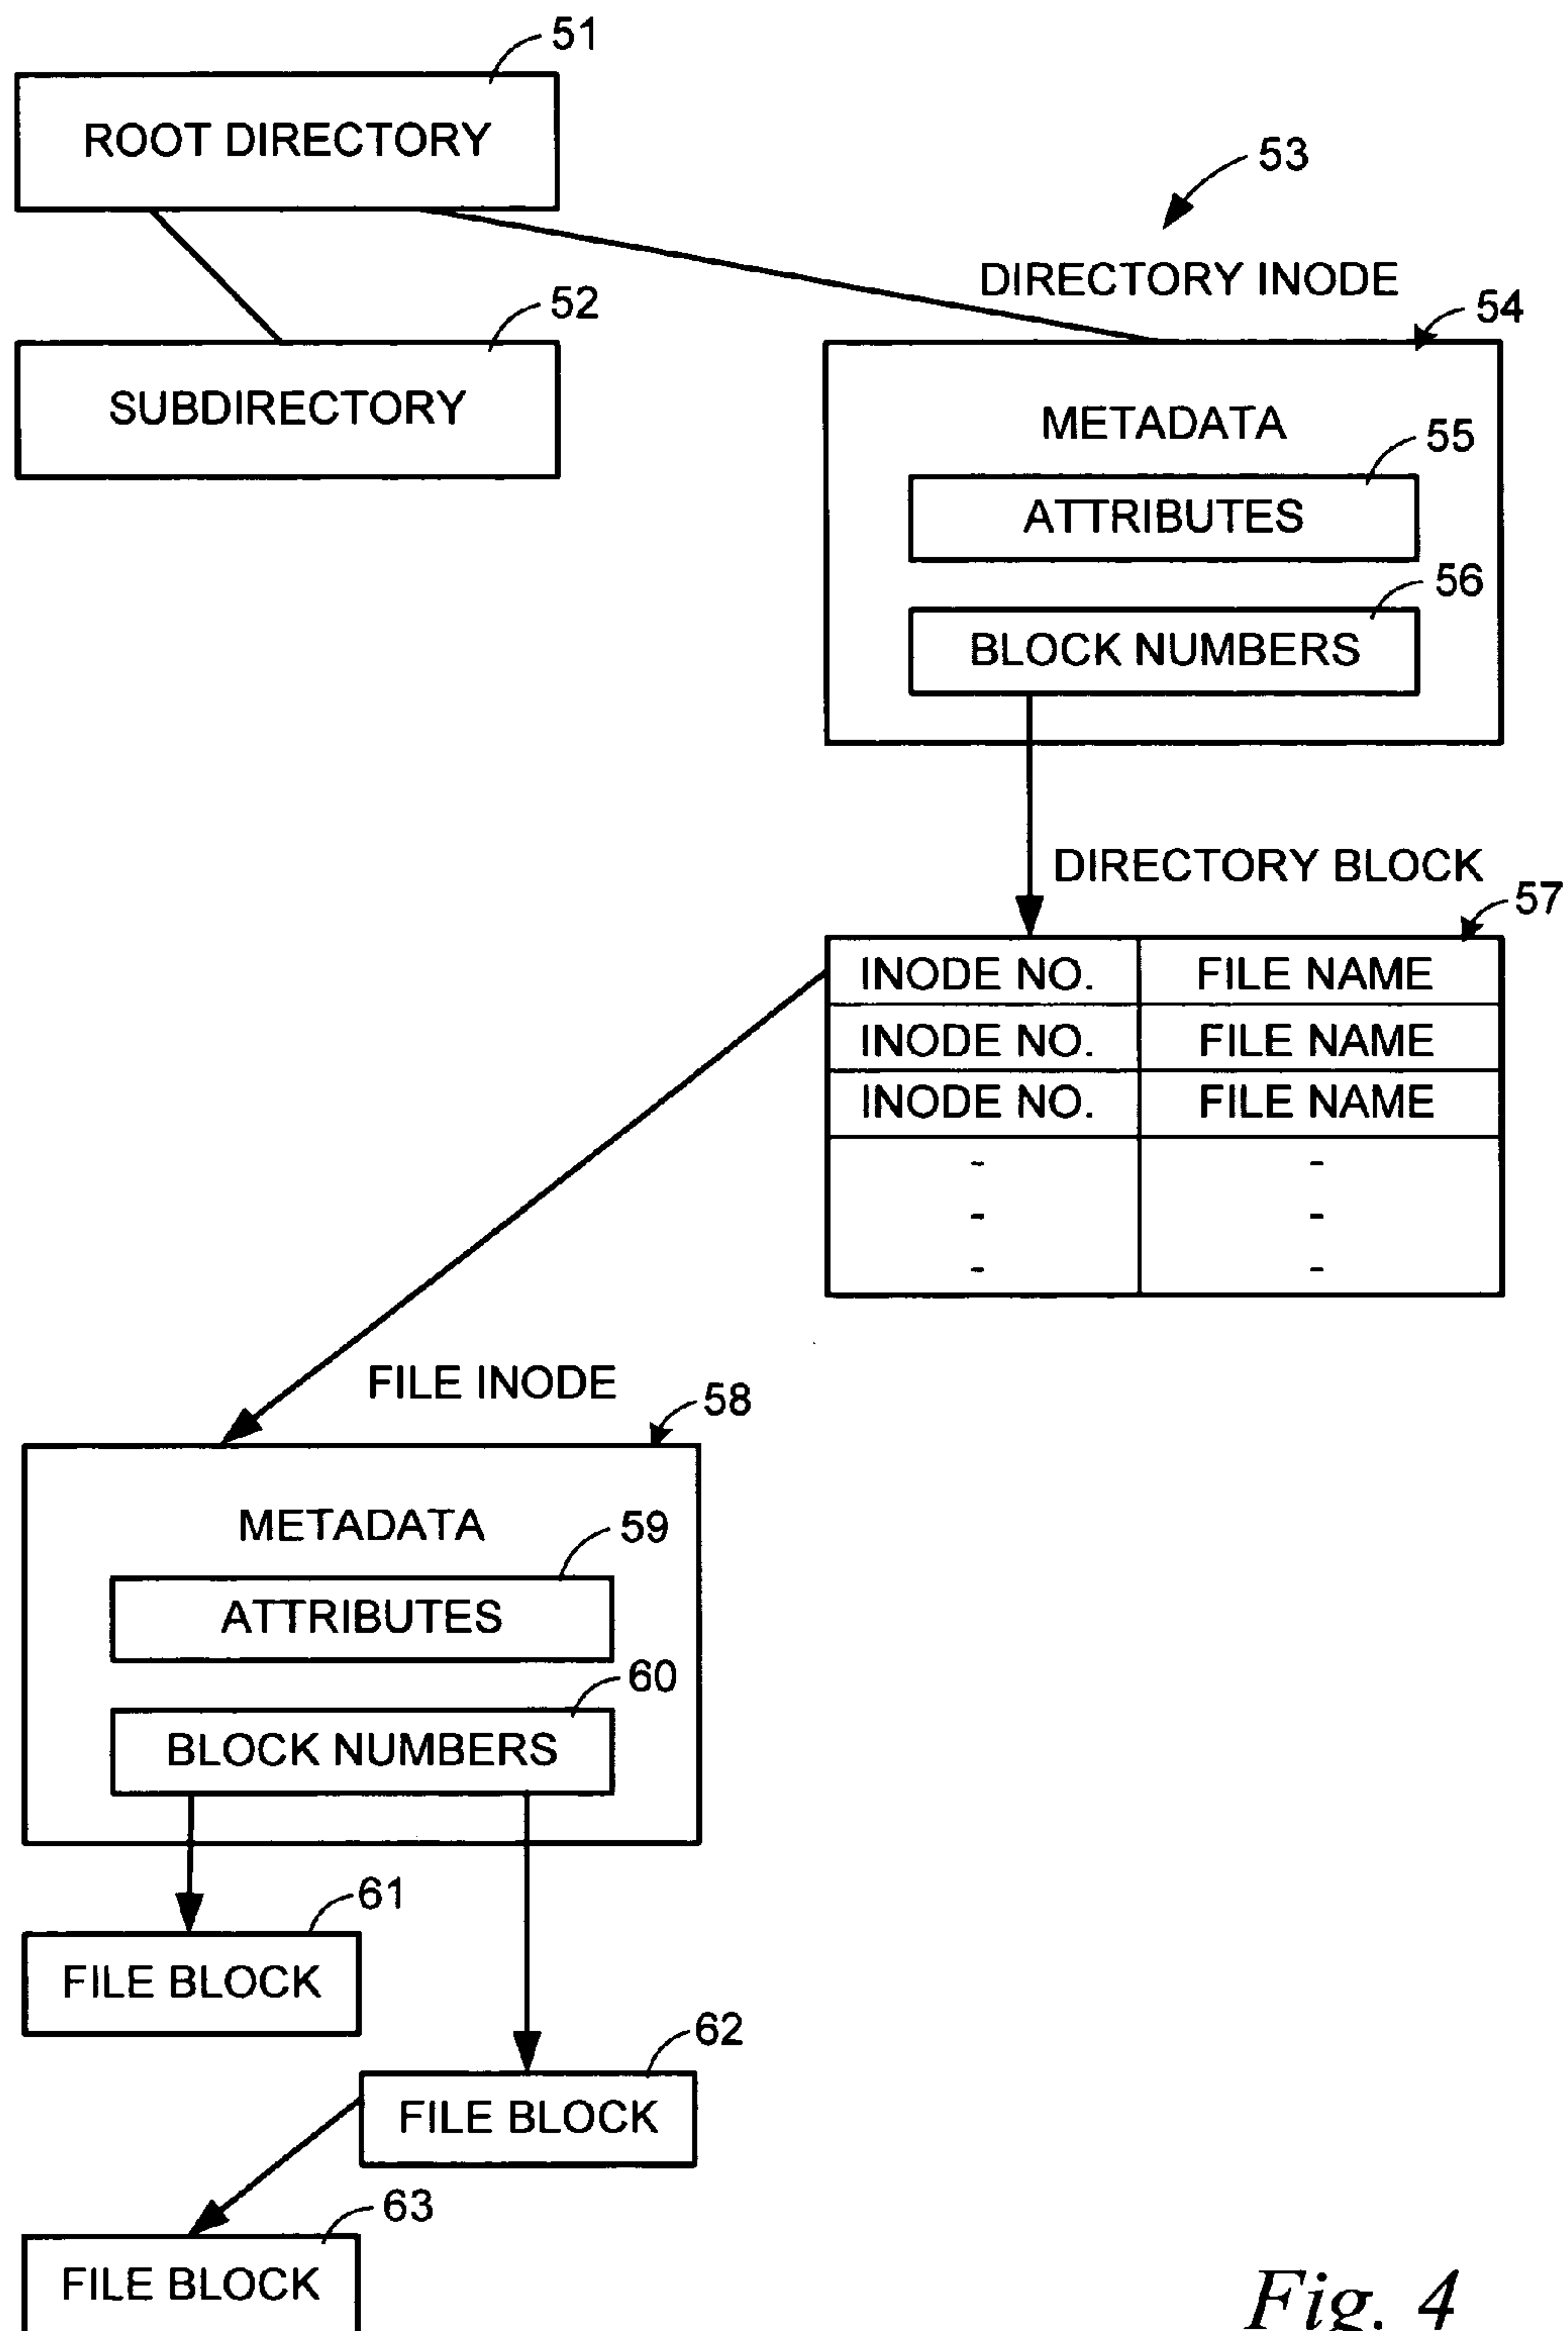 51
ROOT DIRECTORY
53
DIRECTORY INODE
52
54
SUBDIRECTORY
METADATA
55
ATTRIBUTES
56
BLOCK NUMBERS
DIRECTORY BLOCK
57
INODE NO. FILE NAME
INODE NO. FILE NAME
INODE NO. FILE NAME
- -
- -
- -
FILE INODE
58
METADATA
59
ATTRIBUTES
60
BLOCK NUMBERS
61
FILE BLOCK
62
FILE BLOCK
63
FILE BLOCK
Fig. 4